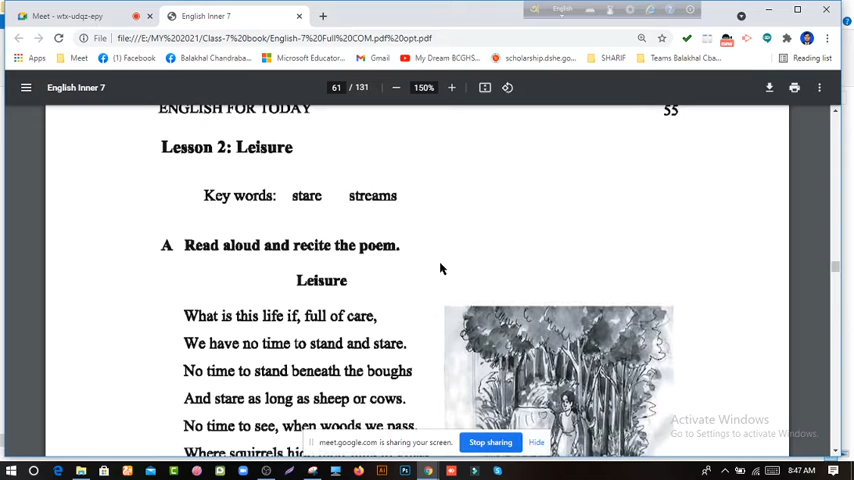 Meet - wtx-udqz-epy
English Inner 7
English
File
file:///E:/MY%202021/Class-7%20book/English-7%20Full%20COM.pdf%20opt.pdf
Apps Meet (1) Facebook Balakhal Chandraba... Microsoft Educator... Gmail My Dream BCGHS,... scholarship.dshe.go... SHARIF Teams Balakhal Cba... Reading list
English Inner 7
61 / 131
150%
ENGLISH FOR TODAY 55
Lesson 2: Leisure
Key words: stare streams
A Read aloud and recite the poem.
Leisure
What is this life if, full of care,
We have no time to stand and stare.
No time to stand beneath the boughs
And stare as long as sheep or cows.
No time to see, when woods we pass,
Where squirrels
Activate Windows
Go to Settings to activate Windows.
meet.google.com is sharing your screen.
Stop sharing
Hide
8:47 AM